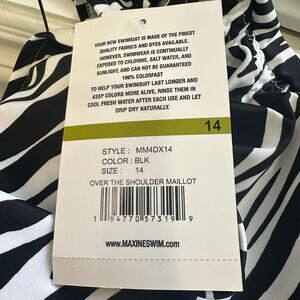 YOUR NEW SWIMSUIT IS MADE OF THE FINEST
QUALITY FABRICS AND DYES AVAILABLE.
HOWEVER, SWIMWEAR IS CONTINUALLY
EXPOSED TO CHLORINE, SALT WATER, AND
SUNLIGHT, AND CAN NOT BE GUARANTEED
100% COLORFAST
TO HELP YOUR SWIMSUIT LAST LONGER AND
KEEP COLORS MORE ALIVE, RINSE THEM IN
COOL FRESH WATER AFTER EACH USE AND LET
DRIP DRY NATURALLY.
14
STYLE : MM4DX14
COLOR : BLK
SIZE : 14
OVER THE SHOULDER MAILLOT
1 94770 57319 9
www.MAXINESWIM.com